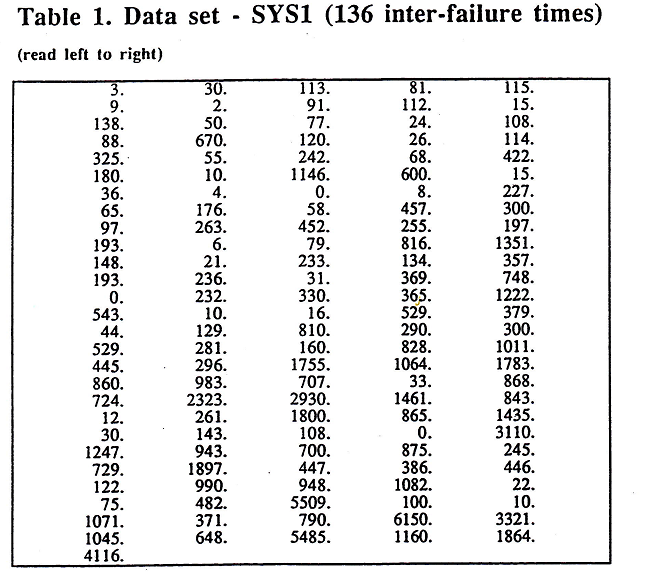 Table 1. Data set - SYS1 (136 inter-failure times)
(read left to right)
3. 30. 113. 81. 115.
9. 2. 91. 112. 15.
138. 50. 77. 24. 108.
88. 670. 120. 26. 114.
325. 55. 242. 68. 422.
180. 10. 1146. 600. 15.
36. 4. 0. 8. 227.
65. 176. 58. 457. 300.
97. 263. 452. 255. 197.
193. 6. 79. 816. 1351.
148. 21. 233. 134. 357.
193. 236. 31. 369. 748.
0. 232. 330. 365. 1222.
543. 10. 16. 529. 379.
44. 129. 810. 290. 300.
529. 281. 160. 828. 1011.
445. 296. 1755. 1064. 1783.
860. 983. 707. 33. 868.
724. 2323. 2930. 1461. 843.
12. 261. 1800. 865. 1435.
30. 143. 108. 0. 3110.
1247. 943. 700. 875. 245.
729. 1897. 447. 386. 446.
122. 990. 948. 1082. 22.
75. 482. 5509. 100. 10.
1071. 371. 790. 6150. 3321.
1045. 648. 5485. 1160. 1864.
4116.